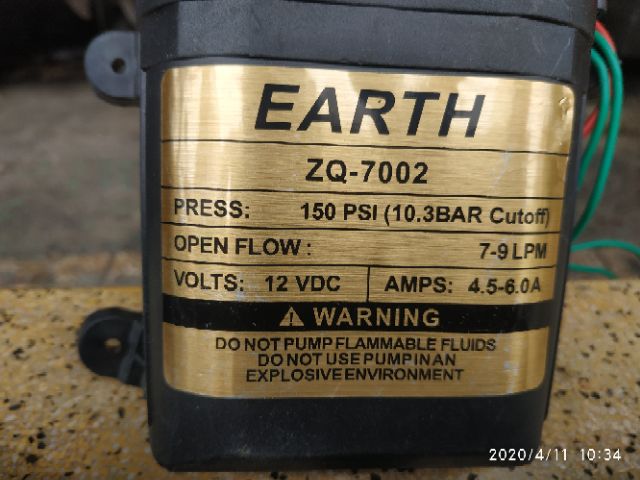 EARTH
ZQ-7002
PRESS: 150 PSI (10.3BAR Cutoff)
OPEN FLOW : 7-9 LPM
VOLTS: 12 VDC AMPS: 4.5-6.0A
WARNING
DO NOT PUMP FLAMMABLE FLUIDS
DO NOT USE PUMP IN AN
EXPLOSIVE ENVIRONMENT
2020/4/11 10:34